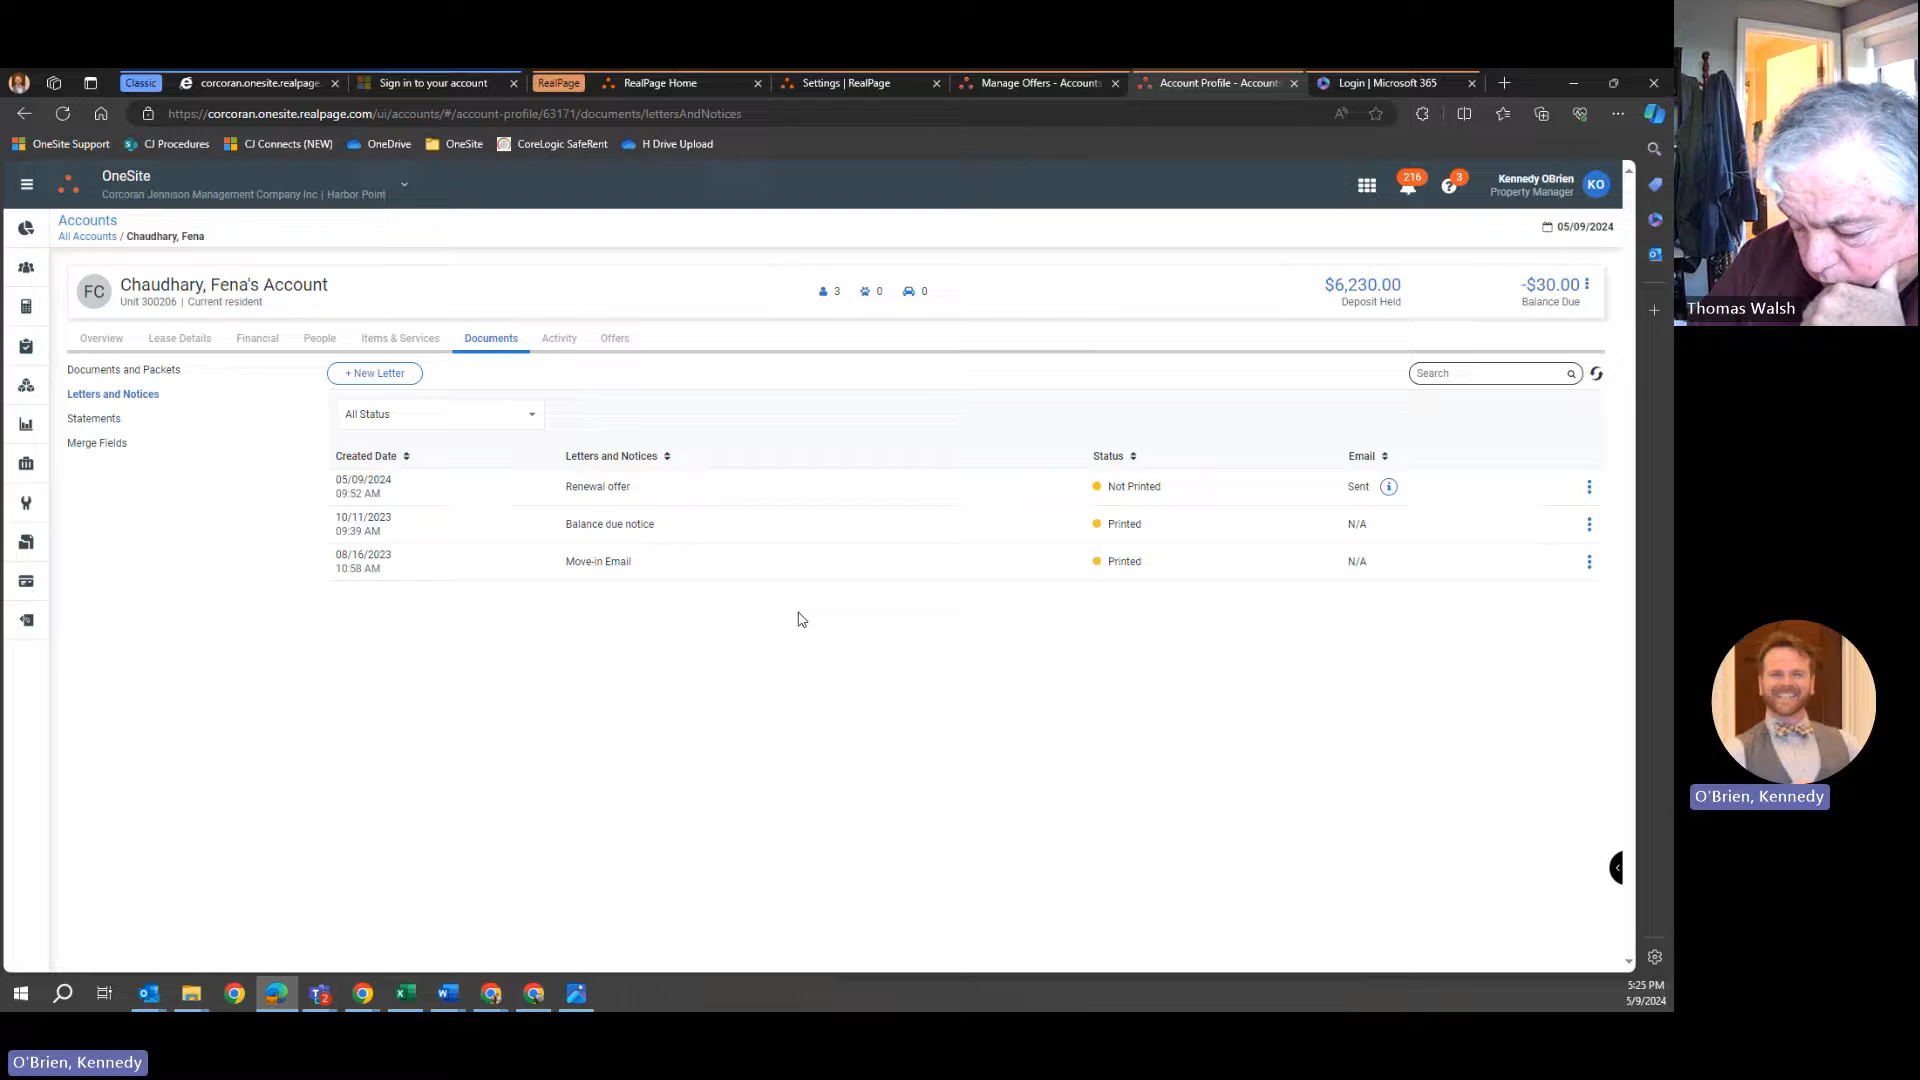 Classic
corcoran.onesite.realpage.
Sign in to your account
RealPage
RealPage Home
Settings | RealPage
Manage Offers - Accounts
Account Profile - Account
Login | Microsoft 365
https://corcoran.onesite.realpage.com/ui/accounts/#/account-profile/63171/documents/lettersAndNotices
OneSite Support
CJ Procedures
CJ Connects (NEW)
OneDrive
OneSite
CoreLogic SafeRent
H Drive Upload
OneSite
Corcoran Jennison Management Company Inc | Harbor Point
216
3
Kennedy OBrien
Property Manager
KO
Accounts
All Accounts / Chaudhary, Fena
05/09/2024
FC
Chaudhary, Fena's Account
Unit 300206 | Current resident
3
0
0
$6,230.00
Deposit Held
-$30.00
Balance Due
Overview
Lease Details
Financial
People
Items & Services
Documents
Activity
Offers
Documents and Packets
Letters and Notices
Statements
Merge Fields
+ New Letter
Search
All Status
Created Date
Letters and Notices
Status
Email
05/09/2024
09:52 AM
Renewal offer
Not Printed
Sent
10/11/2023
09:39 AM
Balance due notice
Printed
N/A
08/16/2023
10:58 AM
Move-in Email
Printed
N/A
5:25 PM
5/9/2024
Thomas Walsh
O'Brien, Kennedy
O'Brien, Kennedy